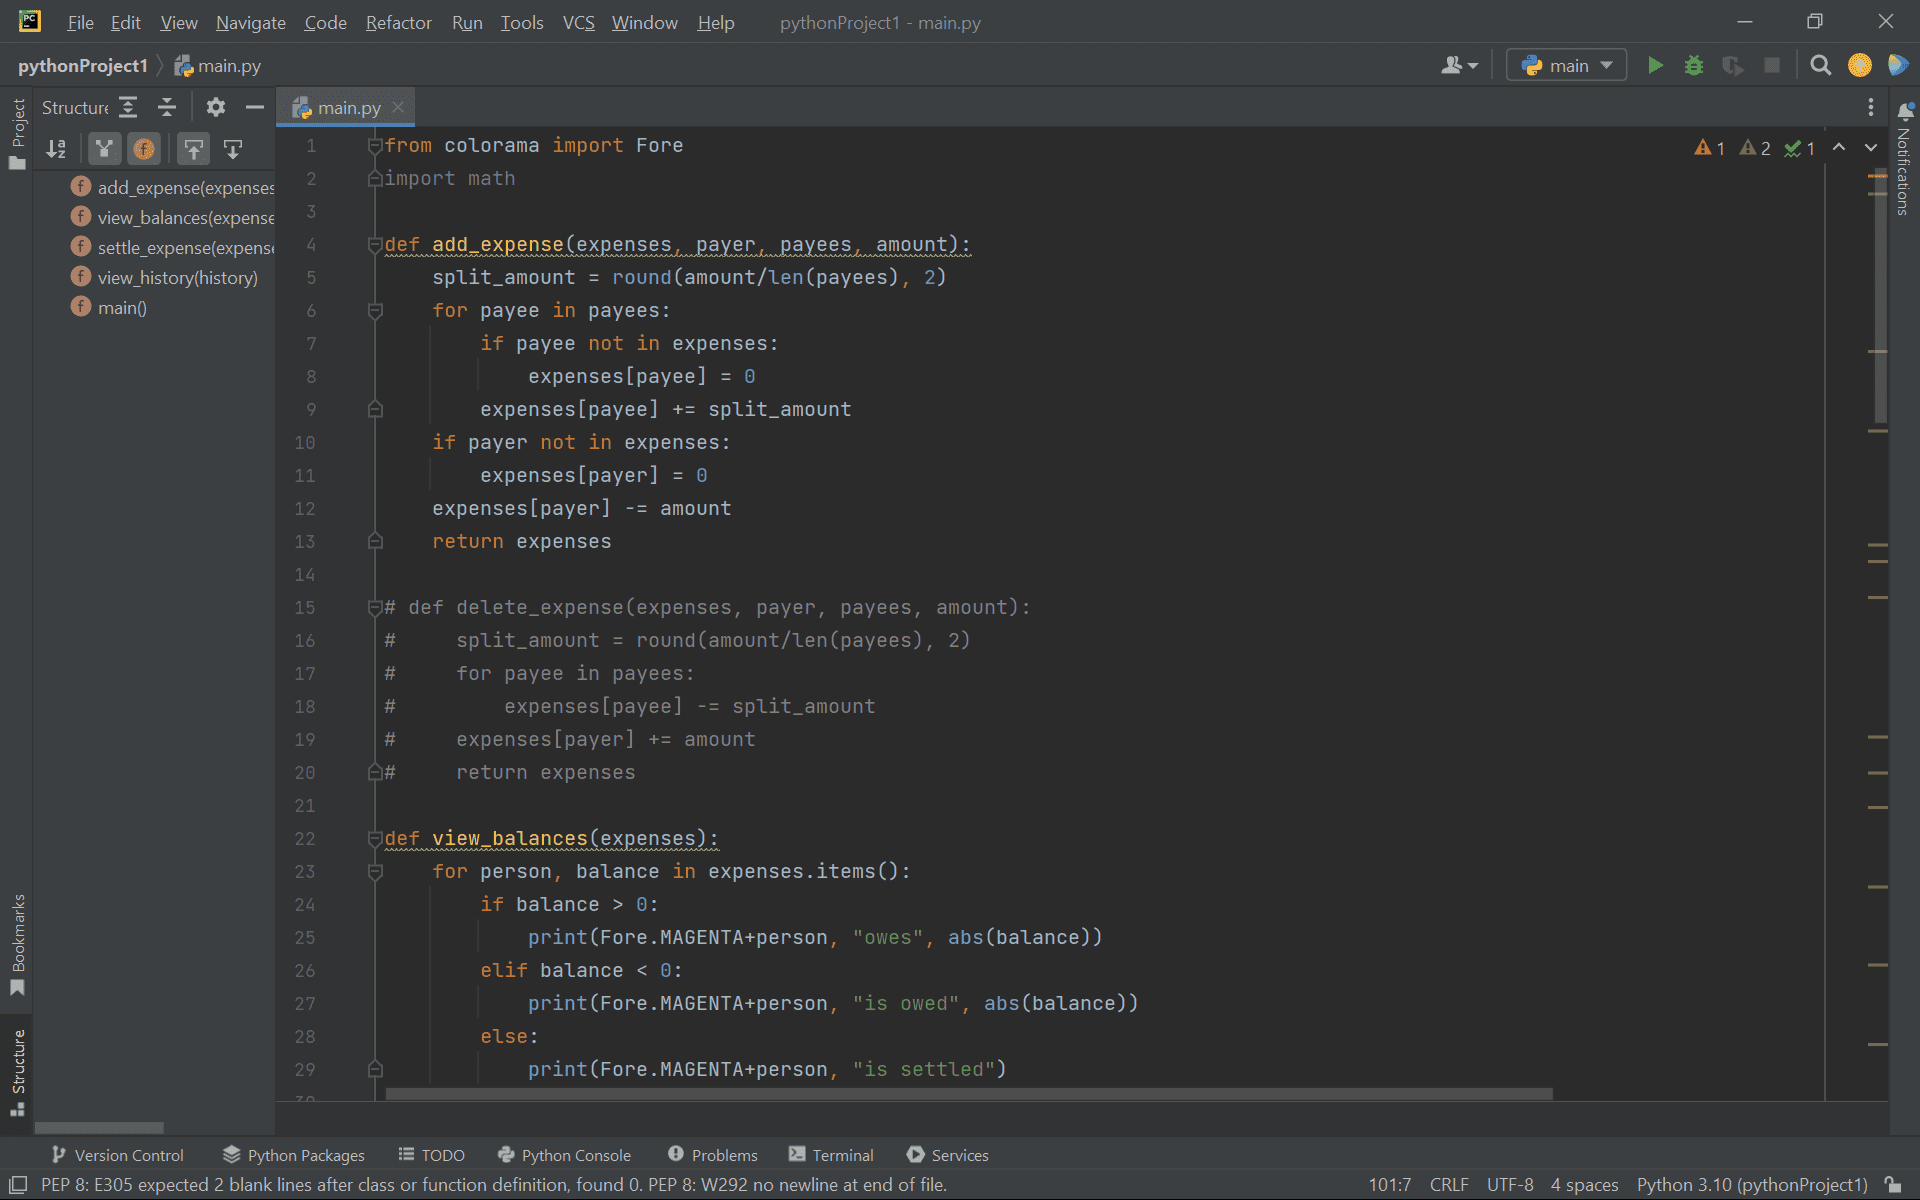 PC File Edit View Navigate Code Refactor Run Tools VCS Window Help pythonProject1 - main.py
pythonProject1 main.py main
Project
Structure
main.py
1 2 1
Notifications
add_expense(expenses
view_balances(expense
settle_expense(expens
view_history(history)
main()
1 from colorama import Fore
2 import math
3
4 def add_expense(expenses, payer, payees, amount):
5     split_amount = round(amount/len(payees), 2)
6     for payee in payees:
7         if payee not in expenses:
8             expenses[payee] = 0
9         expenses[payee] += split_amount
10     if payer not in expenses:
11         expenses[payer] = 0
12     expenses[payer] -= amount
13     return expenses
14
15 # def delete_expense(expenses, payer, payees, amount):
16 #     split_amount = round(amount/len(payees), 2)
17 #     for payee in payees:
18 #         expenses[payee] -= split_amount
19 #     expenses[payer] += amount
20 #     return expenses
21
22 def view_balances(expenses):
23     for person, balance in expenses.items():
24         if balance > 0:
25             print(Fore.MAGENTA+person, "owes", abs(balance))
26         elif balance < 0:
27             print(Fore.MAGENTA+person, "is owed", abs(balance))
28         else:
29             print(Fore.MAGENTA+person, "is settled")
Bookmarks
Structure
Version Control Python Packages TODO Python Console Problems Terminal Services
PEP 8: E305 expected 2 blank lines after class or function definition, found 0. PEP 8: W292 no newline at end of file. 101:7 CRLF UTF-8 4 spaces Python 3.10 (pythonProject1)